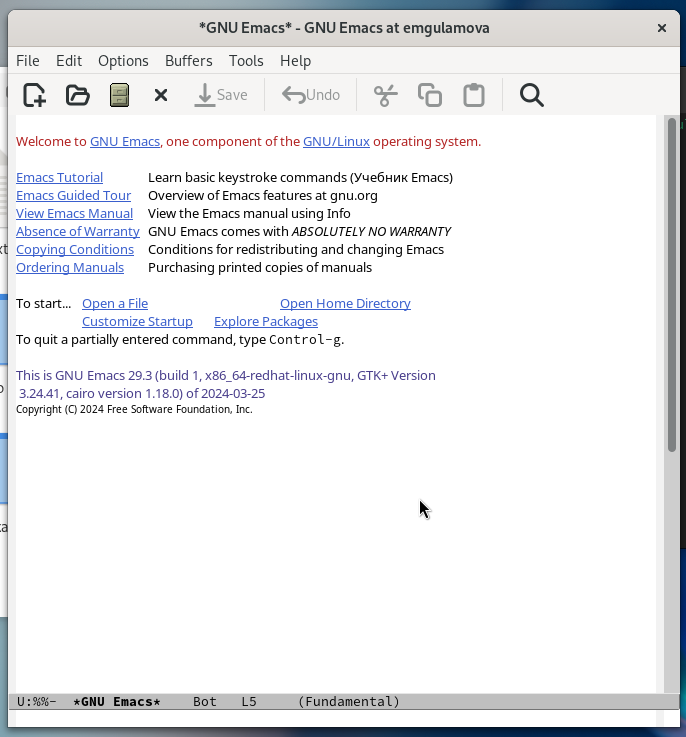 *GNU Emacs* - GNU Emacs at emgulamova
File Edit Options Buffers Tools Help
Save Undo
Welcome to GNU Emacs, one component of the GNU/Linux operating system.
Emacs Tutorial Learn basic keystroke commands (Учебник Emacs)
Emacs Guided Tour Overview of Emacs features at gnu.org
View Emacs Manual View the Emacs manual using Info
Absence of Warranty GNU Emacs comes with ABSOLUTELY NO WARRANTY
Copying Conditions Conditions for redistributing and changing Emacs
Ordering Manuals Purchasing printed copies of manuals
To start... Open a File Open Home Directory
Customize Startup Explore Packages
To quit a partially entered command, type Control-g.
This is GNU Emacs 29.3 (build 1, x86_64-redhat-linux-gnu, GTK+ Version
3.24.41, cairo version 1.18.0) of 2024-03-25
Copyright (C) 2024 Free Software Foundation, Inc.
U:%%- *GNU Emacs* Bot L5 (Fundamental)